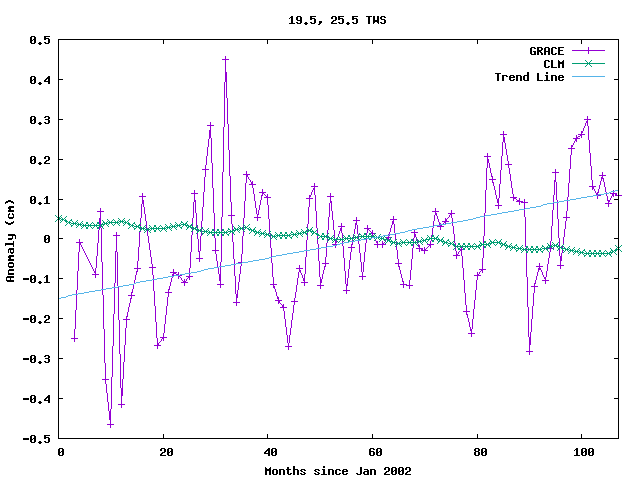 19.5, 25.5 TWS
GRACE
CLM
Trend Line
0.5
0.4
0.3
0.2
0.1
0
-0.1
-0.2
-0.3
-0.4
-0.5
Anomaly (cm)
0 20 40 60 80 100
Months since Jan 2002